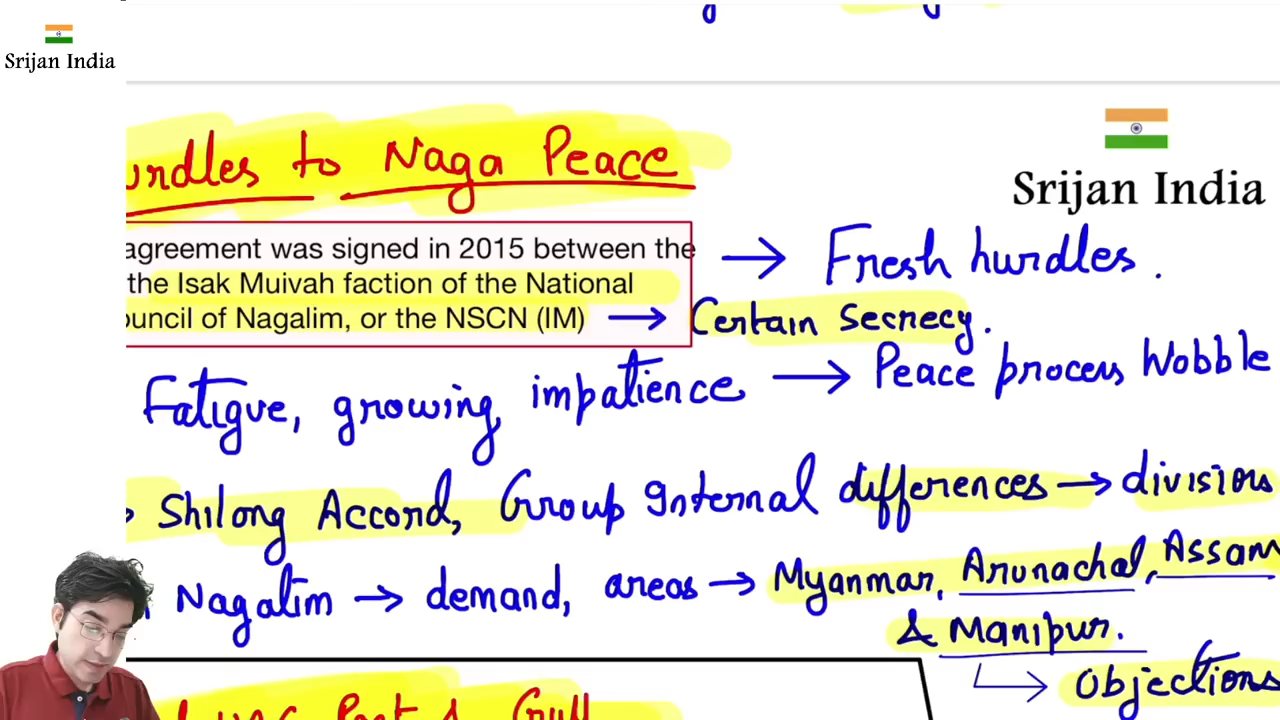 Srijan India
Srijan India
urdles to Naga Peace
agreement was signed in 2015 between the
the Isak Muivah faction of the National
ouncil of Nagalim, or the NSCN (IM)
→ Fresh hurdles.
→ Certain Secrecy.
Fatigue, growing impatience → Peace process Wobble
Shilong Accord, Group Internal differences → division
Nagalim → demand, areas → Myanmar, Arunachal, Assam
& Manipur.
→ Objections